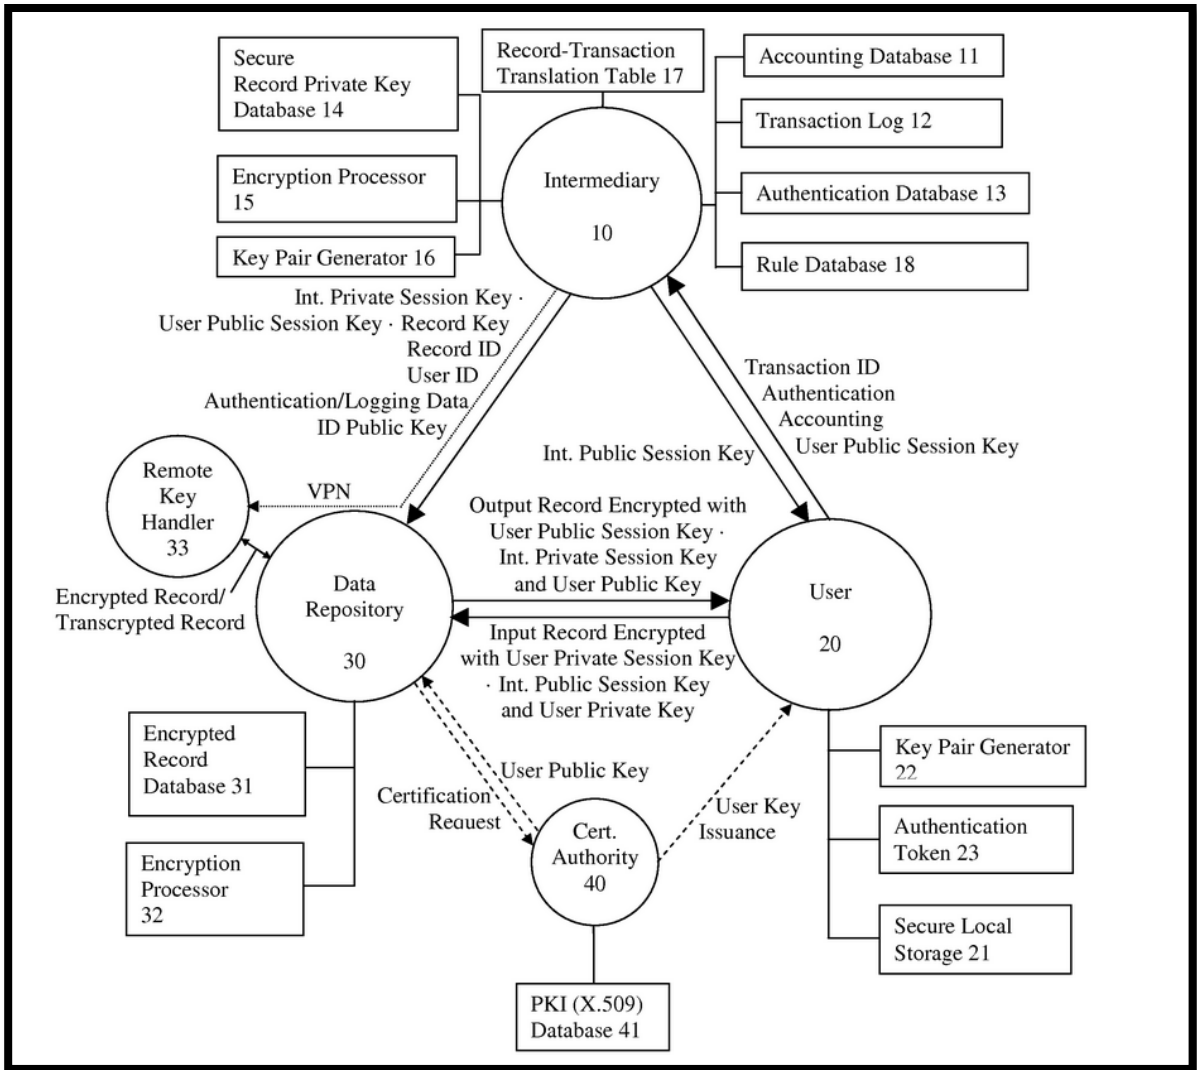 Secure
Record Private Key
Database 14
Record-Transaction
Translation Table 17
Accounting Database 11
Transaction Log 12
Encryption Processor
15
Intermediary
10
Authentication Database 13
Key Pair Generator 16
Rule Database 18
Int. Private Session Key ·
User Public Session Key · Record Key
Record ID
User ID
Authentication/Logging Data
ID Public Key
Transaction ID
Authentication
Accounting
User Public Session Key
Int. Public Session Key
Remote
Key
Handler
33
VPN
Output Record Encrypted with
User Public Session Key ·
Int. Private Session Key
and User Public Key
Encrypted Record/
Transcrypted Record
Data
Repository
30
User
20
Input Record Encrypted
with User Private Session Key
· Int. Public Session Key
and User Private Key
Encrypted
Record
Database 31
Encryption
Processor
32
User Public Key
Certification
Request
Cert.
Authority
40
User Key
Issuance
Key Pair Generator
22
Authentication
Token 23
Secure Local
Storage 21
PKI (X.509)
Database 41